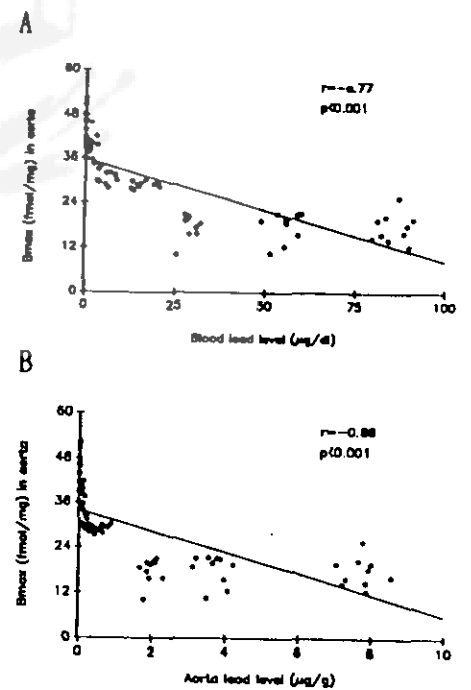 A
60
48
36
24
12
0
Bmax (fmol/mg) in aorta
r=-0.77
p<0.001
0 25 50 75 100
Blood lead level (µg/dl)
B
60
48
36
24
12
0
Bmax (fmol/mg) in aorta
p<0.001
0 2 4 6 8 10
Aorta lead level (µg/g)